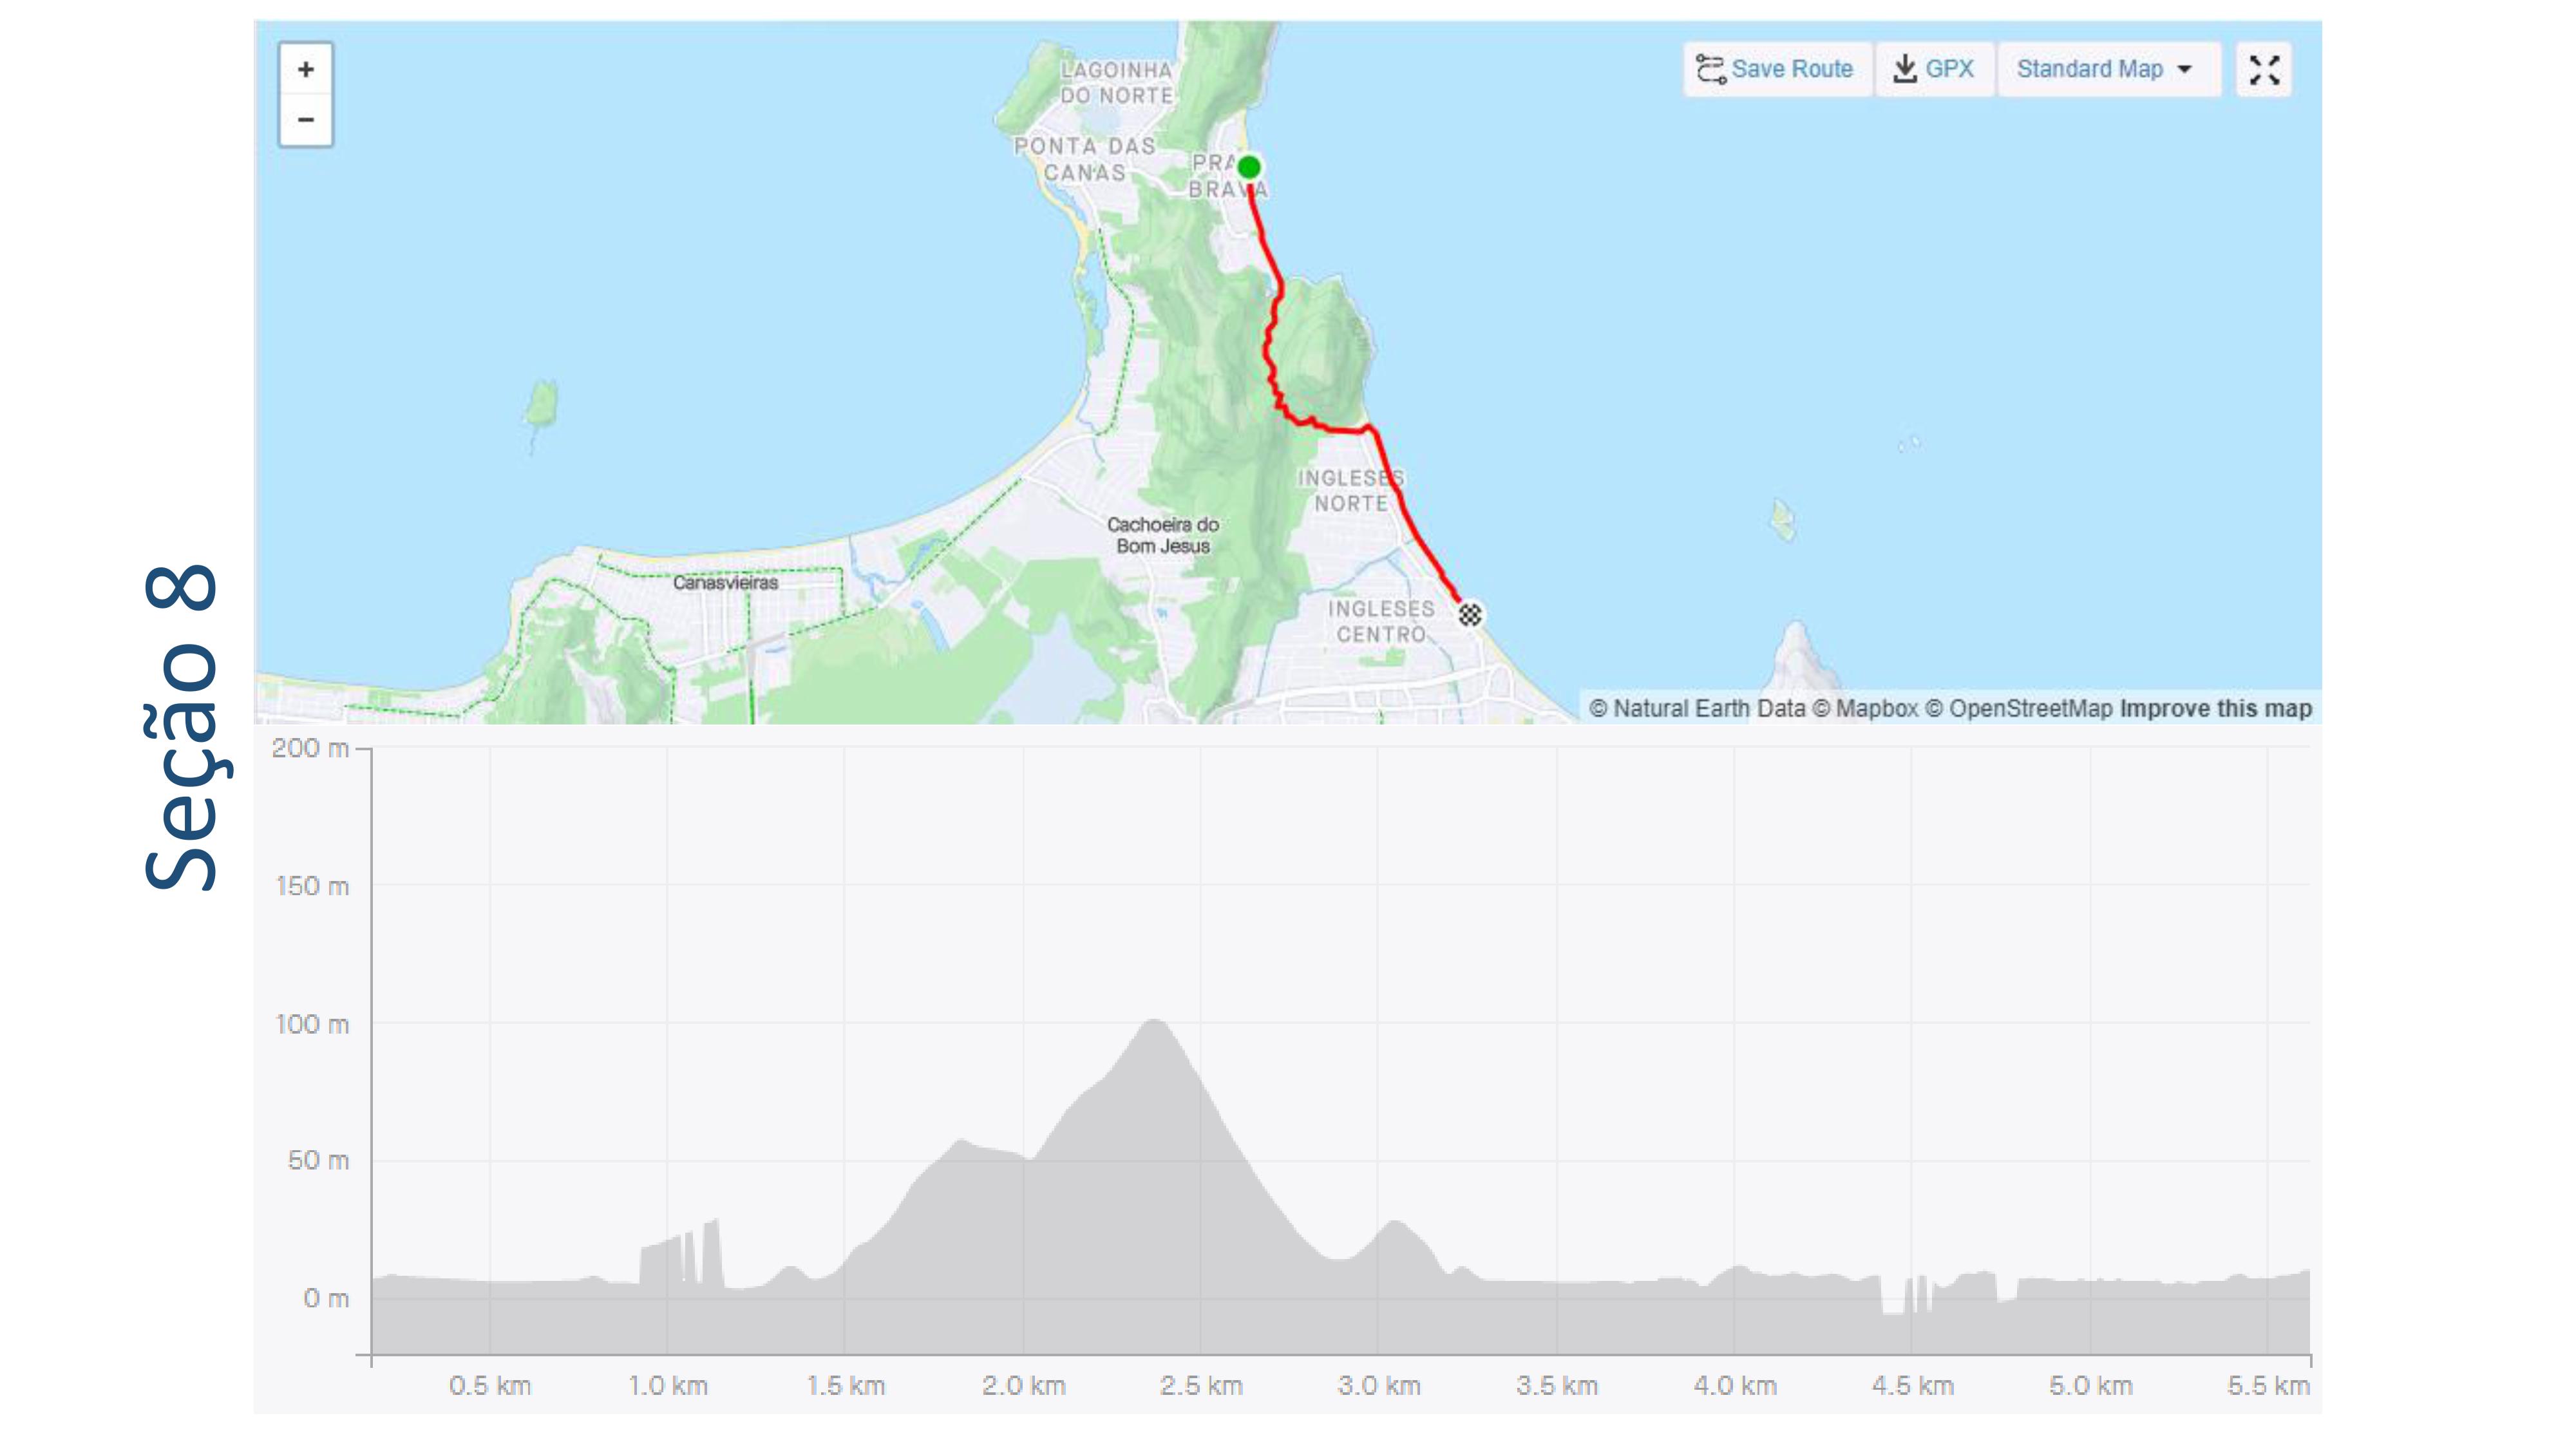 Seção 8
+
−
Save Route
GPX
Standard Map
LAGOINHA
DO NORTE
PONTA DAS
CANAS
PRA
BRAVA
INGLESES
NORTE
Cachoeira do
Bom Jesus
Canasvieiras
INGLESES
CENTRO
© Natural Earth Data © Mapbox © OpenStreetMap Improve this map
200 m
150 m
100 m
50 m
0 m
0.5 km 1.0 km 1.5 km 2.0 km 2.5 km 3.0 km 3.5 km 4.0 km 4.5 km 5.0 km 5.5 km